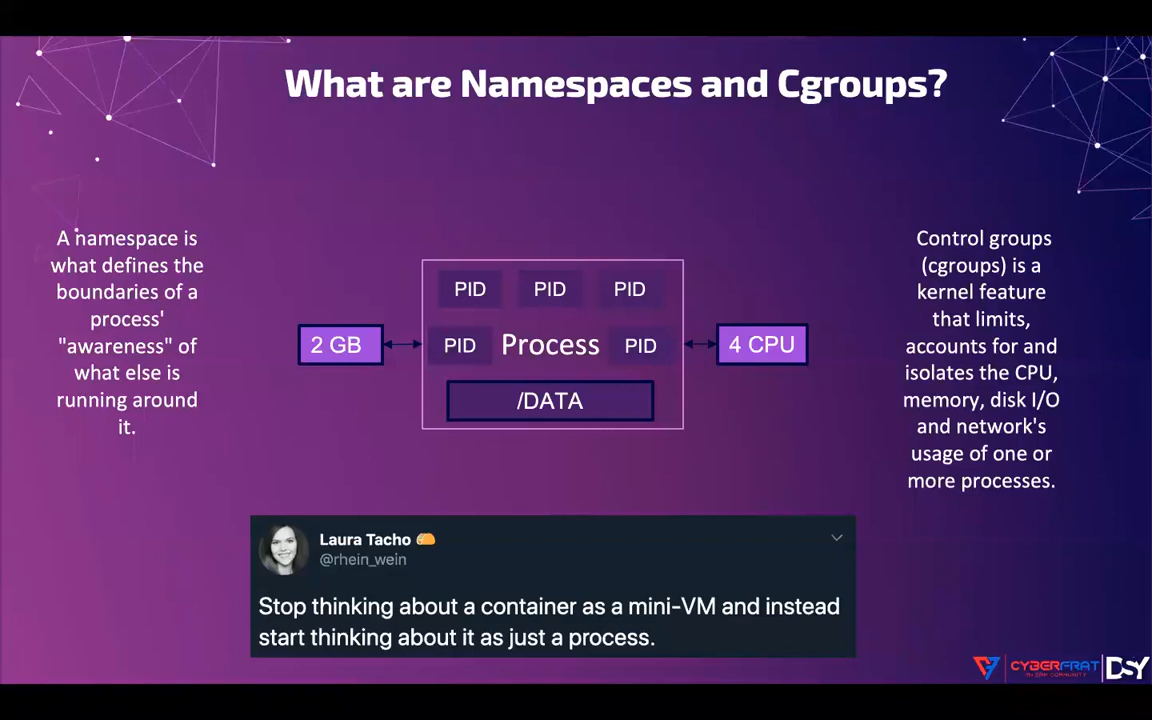 What are Namespaces and Cgroups?
A namespace is
what defines the
boundaries of a
process'
"awareness" of
what else is
running around
it.
PID PID PID
2 GB
PID Process PID
4 CPU
/DATA
Control groups
(cgroups) is a
kernel feature
that limits,
accounts for and
isolates the CPU,
memory, disk I/O
and network's
usage of one or
more processes.
Laura Tacho
@rhein_wein
Stop thinking about a container as a mini-VM and instead
start thinking about it as just a process.
CYBERFRAT
DSY